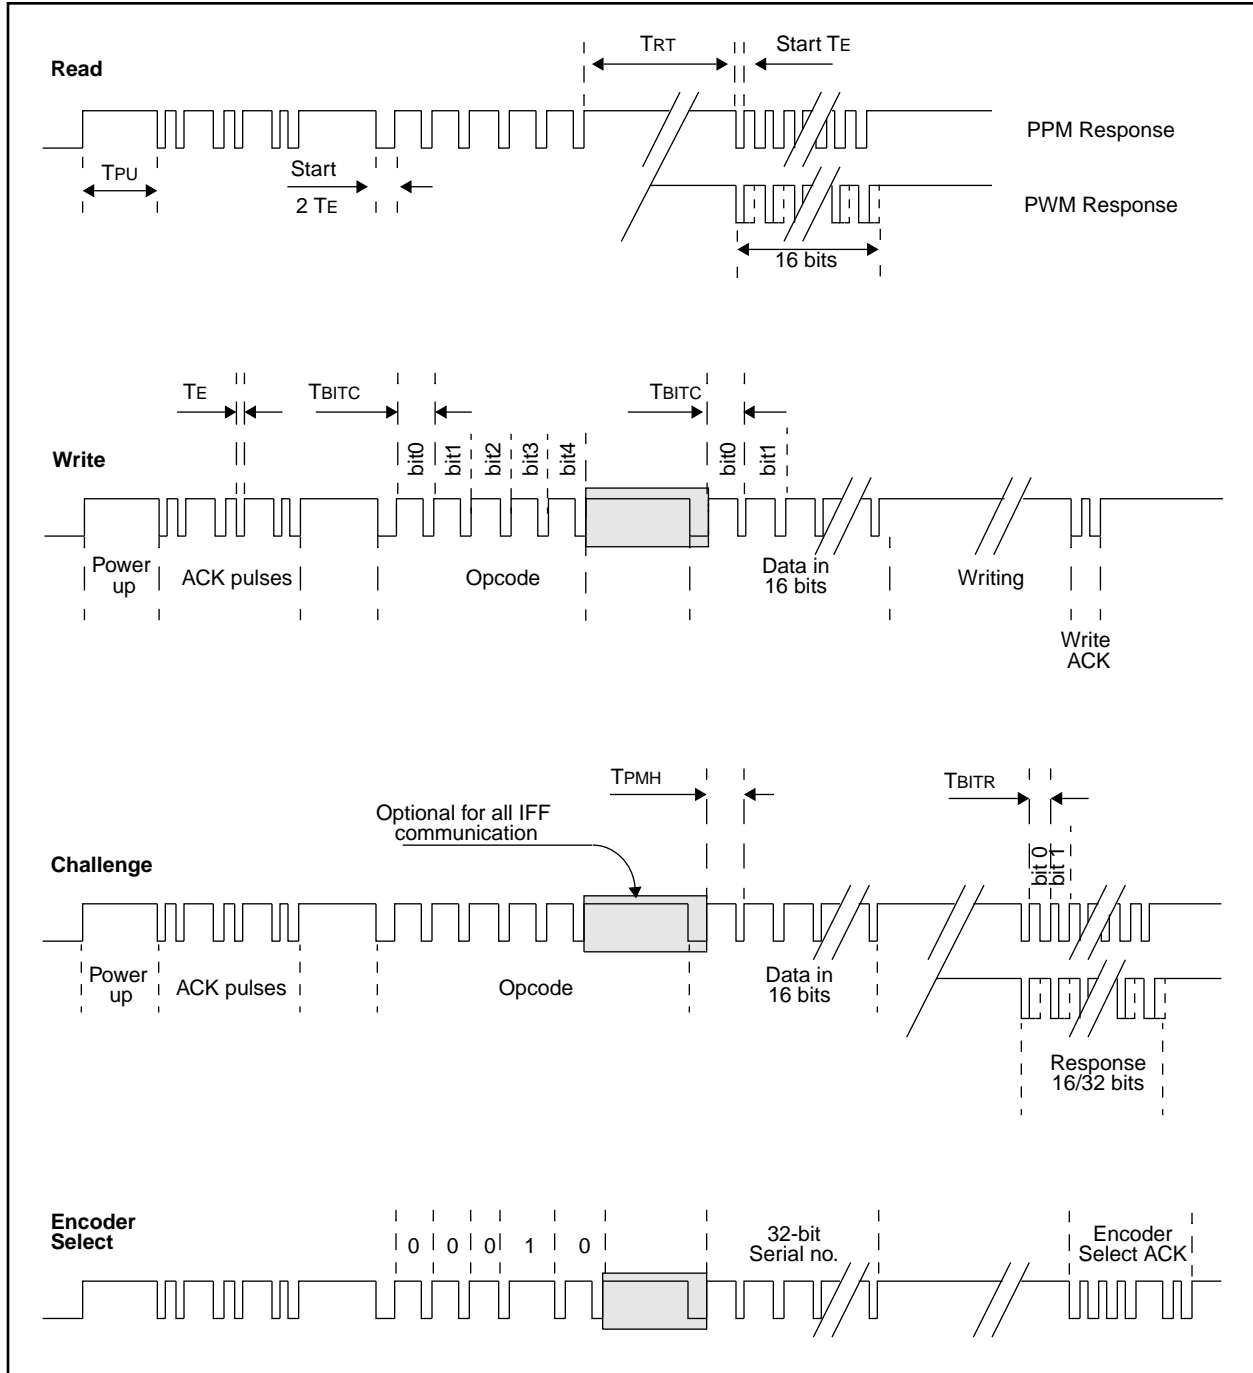 TRT
Start TE
Read
PPM Response
TPU
Start
2 TE
PWM Response
16 bits
TE
TBITC
TBITC
bit0
bit1
bit2
bit3
bit4
bit0
bit1
Write
Power
up
ACK pulses
Opcode
Data in
16 bits
Writing
Write
ACK
TPMH
TBITR
Optional for all IFF
communication
bit 0
bit 1
Challenge
Power
up
ACK pulses
Opcode
Data in
16 bits
Response
16/32 bits
Encoder
Select
0 0 0 1 0
32-bit
Serial no.
Encoder
Select ACK